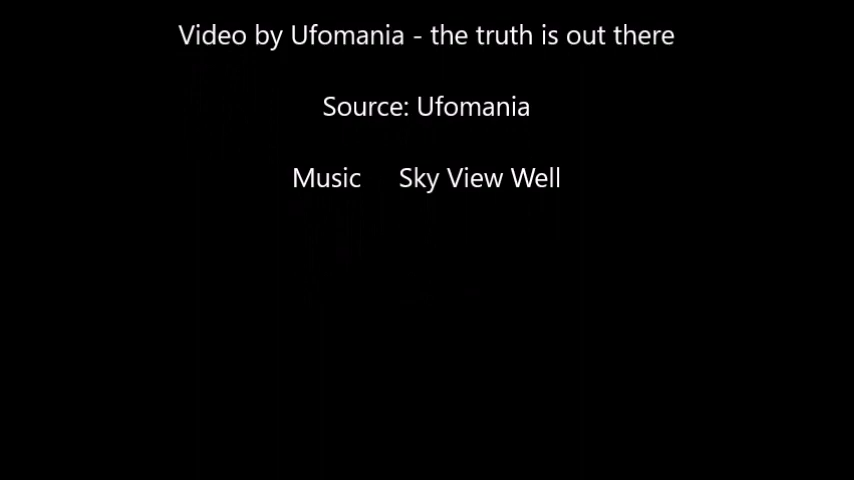 Video by Ufomania - the truth is out there
Source: Ufomania
Music Sky View Well